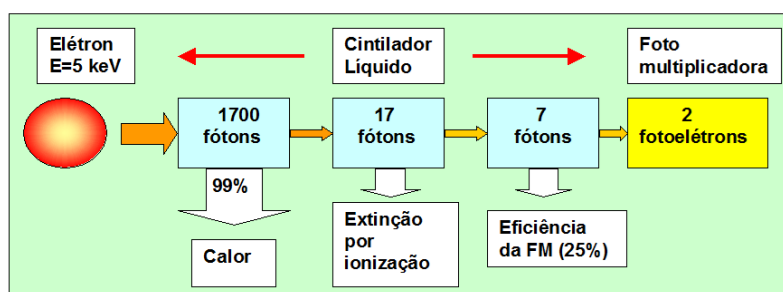 Elétron
E=5 keV
Cintilador
Líquido
Foto
multiplicadora
1700
fótons
17
fótons
7
fótons
2
fotoelétrons
99%
Calor
Extinção
por
ionização
Eficiência
da FM (25%)